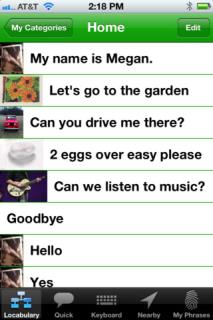 AT&T 2:18 PM
My Categories Home Edit
My name is Megan.
Let's go to the garden
Can you drive me there?
2 eggs over easy please
Can we listen to music?
Goodbye
Hello
Yes
Locabulary Quick Keyboard Nearby My Phrases